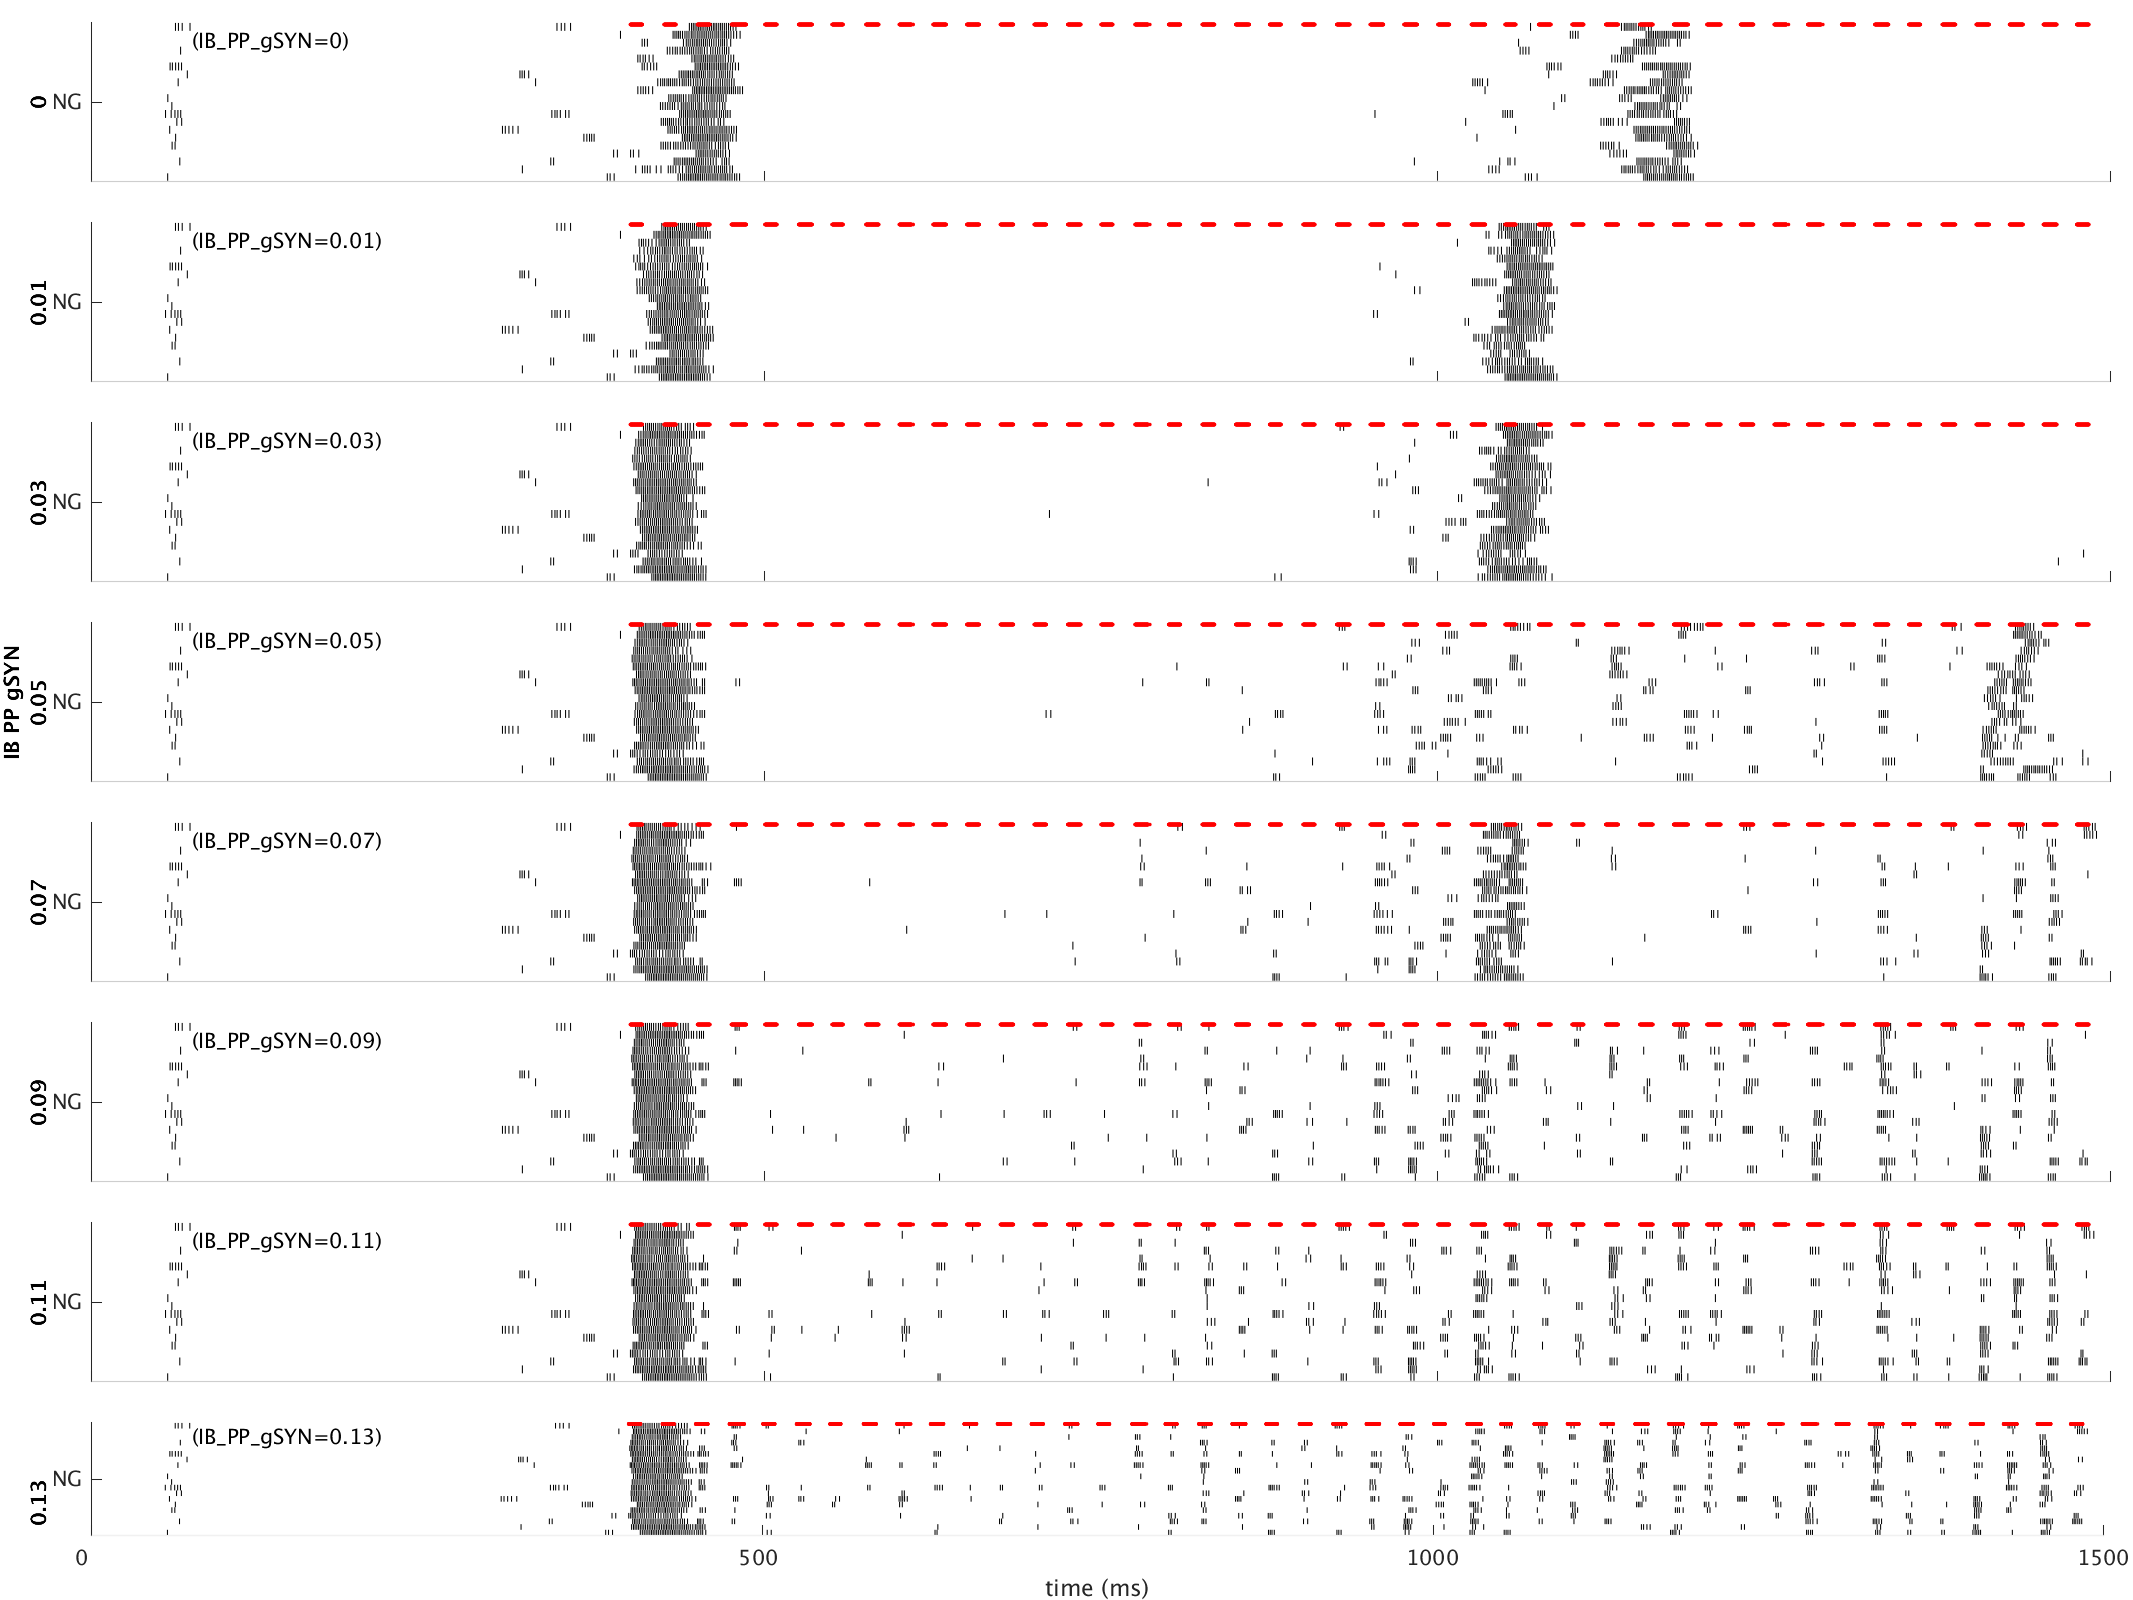 (IB_PP_gSYN=0)
0 NG
(IB_PP_gSYN=0.01)
0.01 NG
(IB_PP_gSYN=0.03)
0.03 NG
(IB_PP_gSYN=0.05)
IB PP gSYN
0.05 NG
(IB_PP_gSYN=0.07)
0.07 NG
(IB_PP_gSYN=0.09)
0.09 NG
(IB_PP_gSYN=0.11)
0.11 NG
(IB_PP_gSYN=0.13)
0.13 NG
0 500 1000 1500
time (ms)